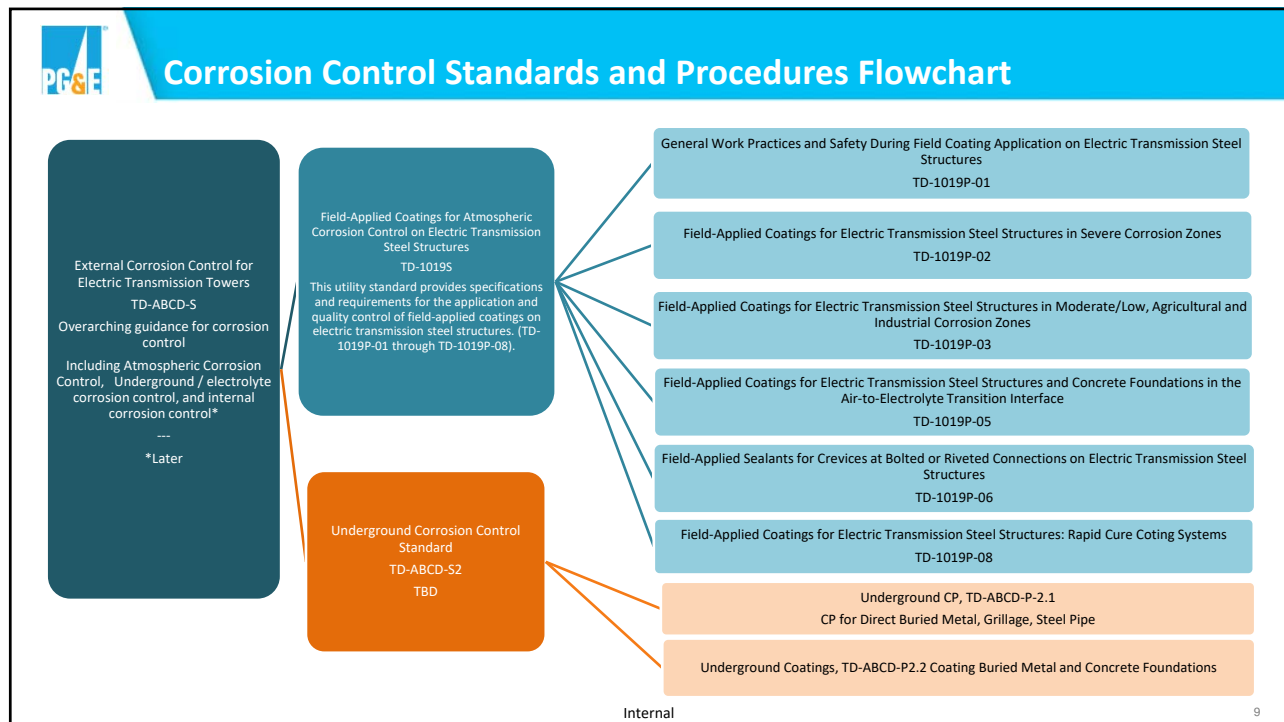 PG&E
Corrosion Control Standards and Procedures Flowchart
External Corrosion Control for
Electric Transmission Towers
TD-ABCD-S
Overarching guidance for corrosion
control
Including Atmospheric Corrosion
Control, Underground / electrolyte
corrosion control, and internal
corrosion control*
---
*Later
Field-Applied Coatings for Atmospheric
Corrosion Control on Electric Transmission
Steel Structures
TD-1019S
This utility standard provides specifications
and requirements for the application and
quality control of field-applied coatings on
electric transmission steel structures. (TD-
1019P-01 through TD-1019P-08).
Underground Corrosion Control
Standard
TD-ABCD-S2
TBD
General Work Practices and Safety During Field Coating Application on Electric Transmission Steel
Structures
TD-1019P-01
Field-Applied Coatings for Electric Transmission Steel Structures in Severe Corrosion Zones
TD-1019P-02
Field-Applied Coatings for Electric Transmission Steel Structures in Moderate/Low, Agricultural and
Industrial Corrosion Zones
TD-1019P-03
Field-Applied Coatings for Electric Transmission Steel Structures and Concrete Foundations in the
Air-to-Electrolyte Transition Interface
TD-1019P-05
Field-Applied Sealants for Crevices at Bolted or Riveted Connections on Electric Transmission Steel
Structures
TD-1019P-06
Field-Applied Coatings for Electric Transmission Steel Structures: Rapid Cure Coting Systems
TD-1019P-08
Underground CP, TD-ABCD-P-2.1
CP for Direct Buried Metal, Grillage, Steel Pipe
Underground Coatings, TD-ABCD-P2.2 Coating Buried Metal and Concrete Foundations
Internal
9